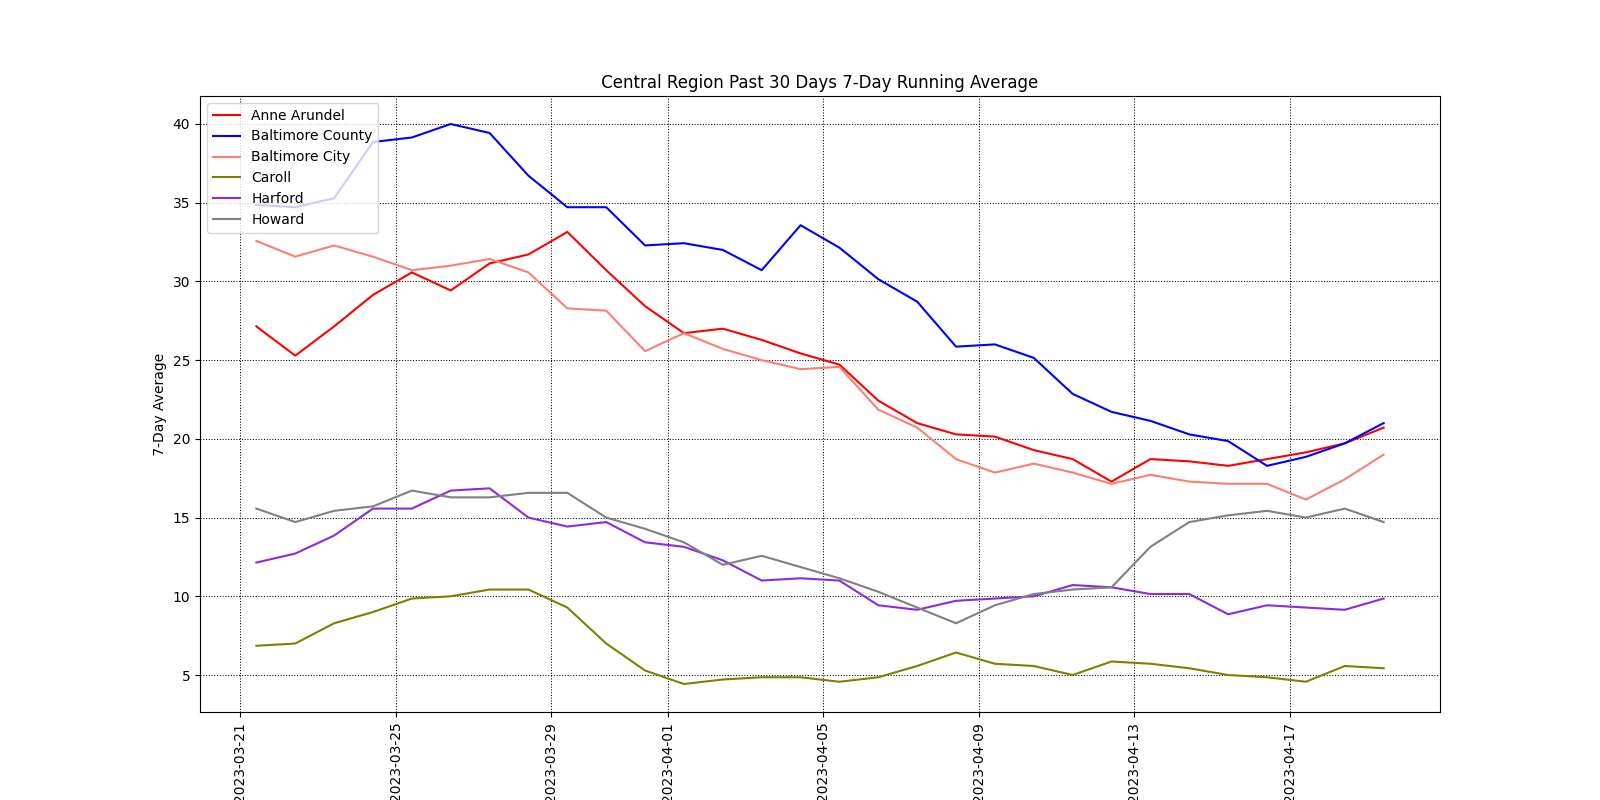 Central Region Past 30 Days 7-Day Running Average
Anne Arundel
Baltimore County
Baltimore City
Caroll
Harford
Howard
40
35
30
25
20
15
10
5
7-Day Average
2023-03-21
2023-03-25
2023-03-29
2023-04-01
2023-04-05
2023-04-09
2023-04-13
2023-04-17